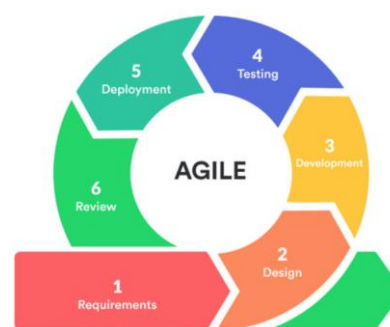 AGILE
1
Requirements
2
Design
3
Development
4
Testing
5
Deployment
6
Review